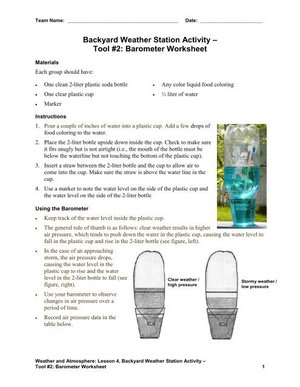 Team Name: Date:
Backyard Weather Station Activity –
Tool #2: Barometer Worksheet
Materials
Each group should have:
• One clean 2-liter plastic soda bottle
• One clear plastic cup
• Marker
• Any color liquid food coloring
• ½ liter of water
Instructions
1. Pour a couple of inches of water into a plastic cup. Add a few drops of
food coloring to the water.
2. Place the 2-liter bottle upside down inside the cup. Check to make sure
it fits snugly but is not airtight (i.e., the mouth of the bottle must be
below the waterline but not touching the bottom of the plastic cup).
3. Insert a straw between the 2-liter bottle and the cup to allow air to
come into the cup. Make sure the straw is above the water line in the
cup.
4. Use a marker to note the water level on the side of the plastic cup and
the water level on the side of the 2-liter bottle
Using the Barometer
• Keep track of the water level inside the plastic cup.
• The general rule of thumb is as follows: clear weather results in higher
air pressure, which tends to push down the water in the plastic cup, causing the water level to
fall in the plastic cup and rise in the 2-liter bottle (see figure, left).
• In the case of an approaching
storm, the air pressure drops,
causing the water level in the
plastic cup to rise and the water
level in the 2-liter bottle to fall (see
figure, right).
• Use your barometer to observe
changes in air pressure over a
period of time.
• Record air pressure data in the
table below.
Clear weather /
high pressure
Stormy weather /
low pressure
Weather and Atmosphere: Lesson 4, Backyard Weather Station Activity –
Tool #2: Barometer Worksheet 1